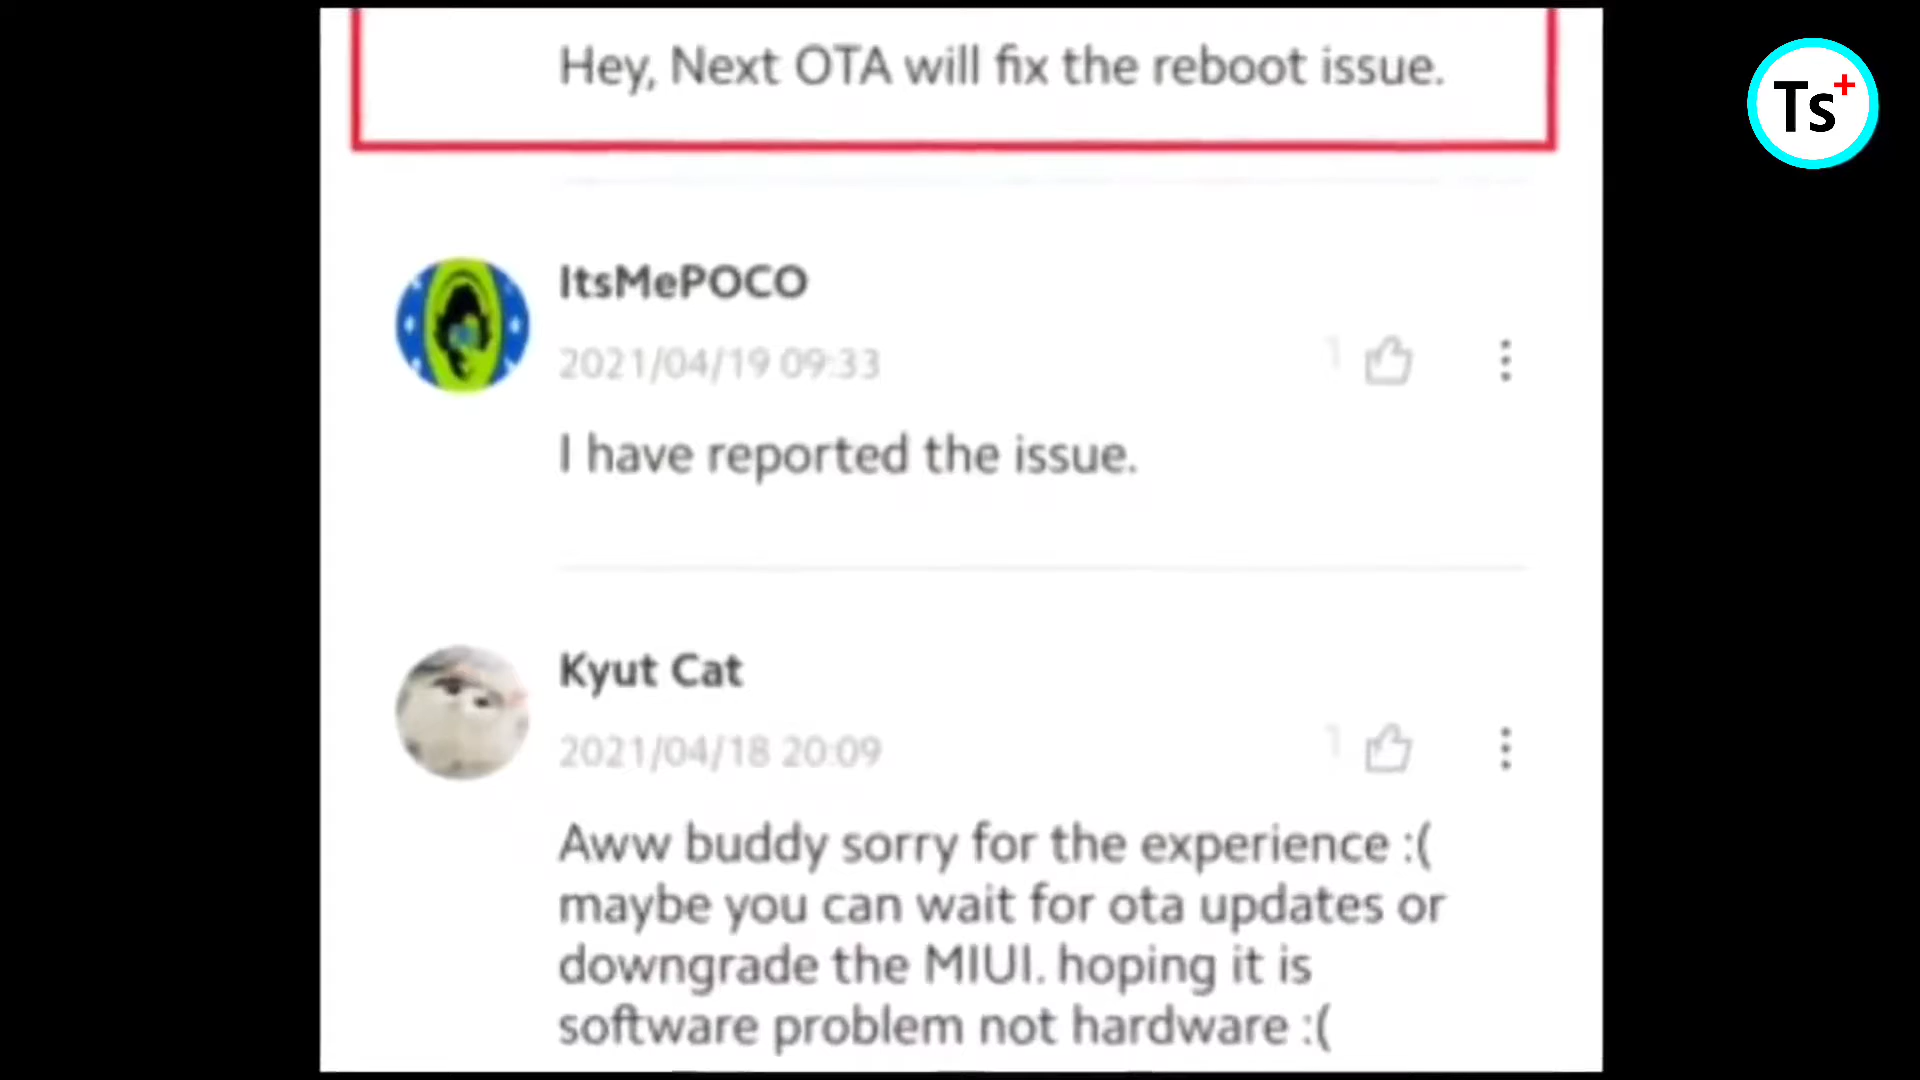 Hey, Next OTA will fix the reboot issue.
Ts+
ItsMePOCO
2021/04/19 09:33
1
I have reported the issue.
Kyut Cat
2021/04/18 20:09
1
Aww buddy sorry for the experience :(
maybe you can wait for ota updates or
downgrade the MIUI. hoping it is
software problem not hardware :(